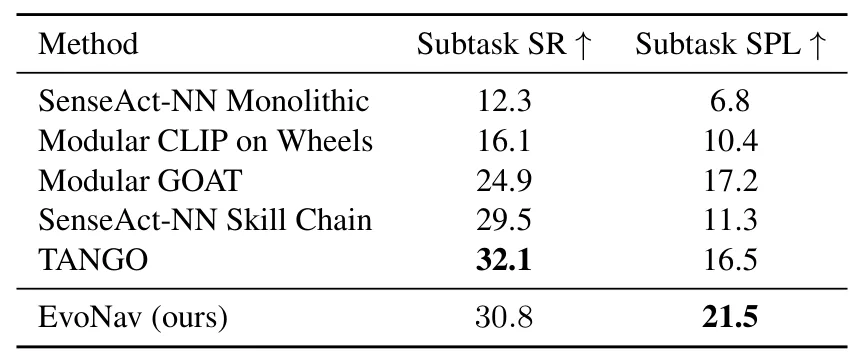 Method Subtask SR ↑ Subtask SPL ↑
SenseAct-NN Monolithic 12.3 6.8
Modular CLIP on Wheels 16.1 10.4
Modular GOAT 24.9 17.2
SenseAct-NN Skill Chain 29.5 11.3
TANGO 32.1 16.5
EvoNav (ours) 30.8 21.5